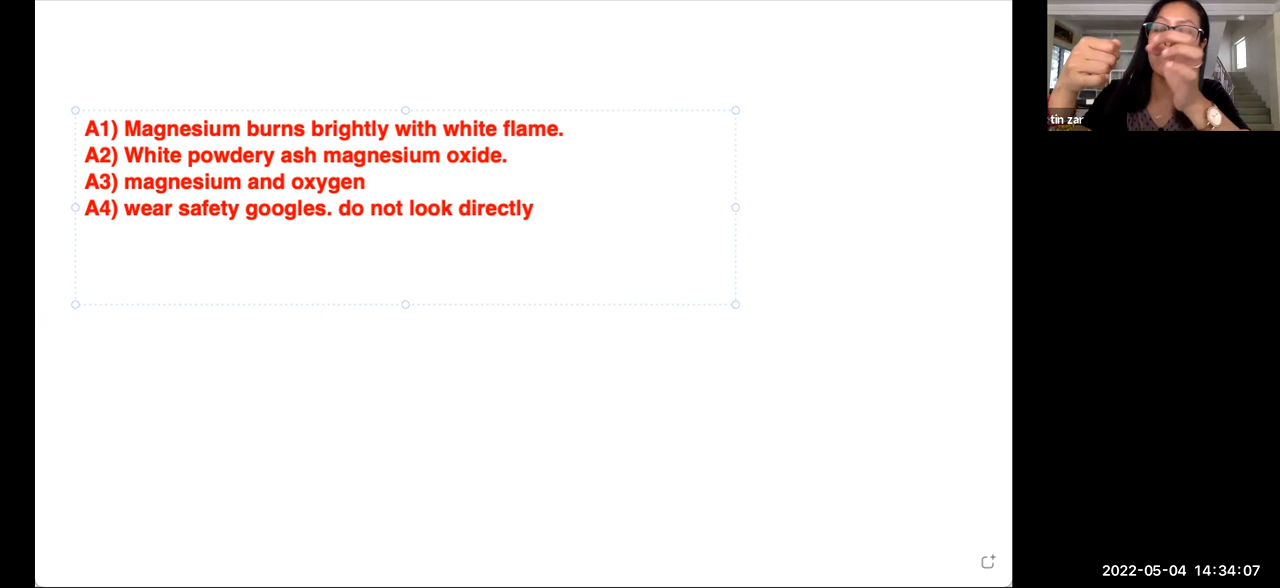 A1) Magnesium burns brightly with white flame.
A2) White powdery ash magnesium oxide.
A3) magnesium and oxygen
A4) wear safety googles. do not look directly
tin zar
2022-05-04 14:34:07